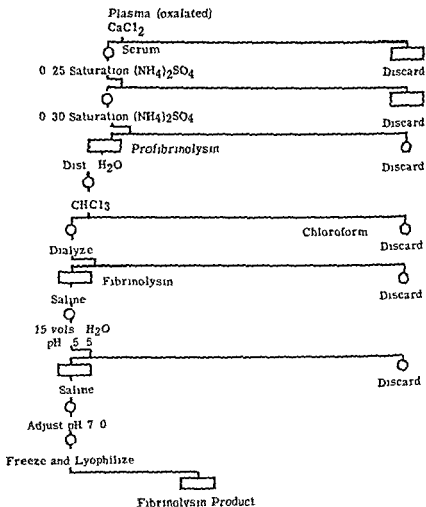 Plasma (oxalated)
CaCl2
Scrum
0 25 Saturation (NH4)2SO4
Discard
0 30 Saturation (NH4)2SO4
Discard
Profibrinolysin
Dist H2O
Discard
CHCl3
Chloroform
Discard
Dialyze
Fibrinolysin
Discard
Saline
15 vols H2O
pH 5 5
Discard
Saline
Adjust pH 7 0
Freeze and Lyophilize
Fibrinolysin Product